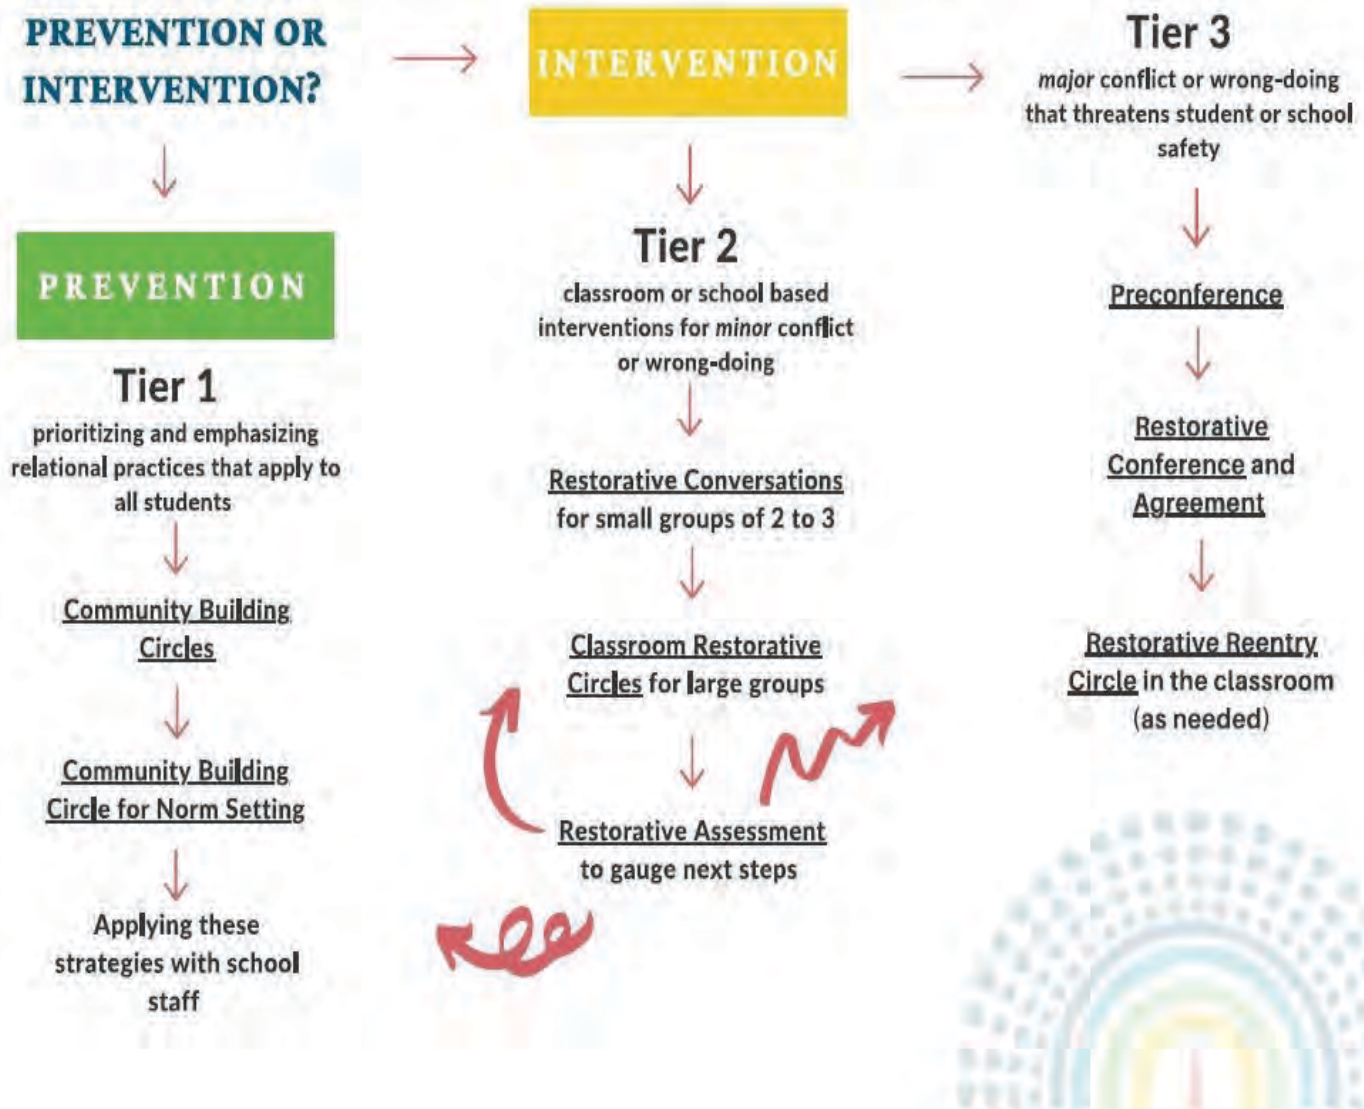 PREVENTION OR
INTERVENTION?
PREVENTION
Tier 1
prioritizing and emphasizing
relational practices that apply to
all students
Community Building
Circles
Community Building
Circle for Norm Setting
Applying these
strategies with school
staff
INTERVENTION
Tier 2
classroom or school based
interventions for minor conflict
or wrong-doing
Restorative Conversations
for small groups of 2 to 3
Classroom Restorative
Circles for large groups
Restorative Assessment
to gauge next steps
Tier 3
major conflict or wrong-doing
that threatens student or school
safety
Preconference
Restorative
Conference and
Agreement
Restorative Reentry
Circle in the classroom
(as needed)